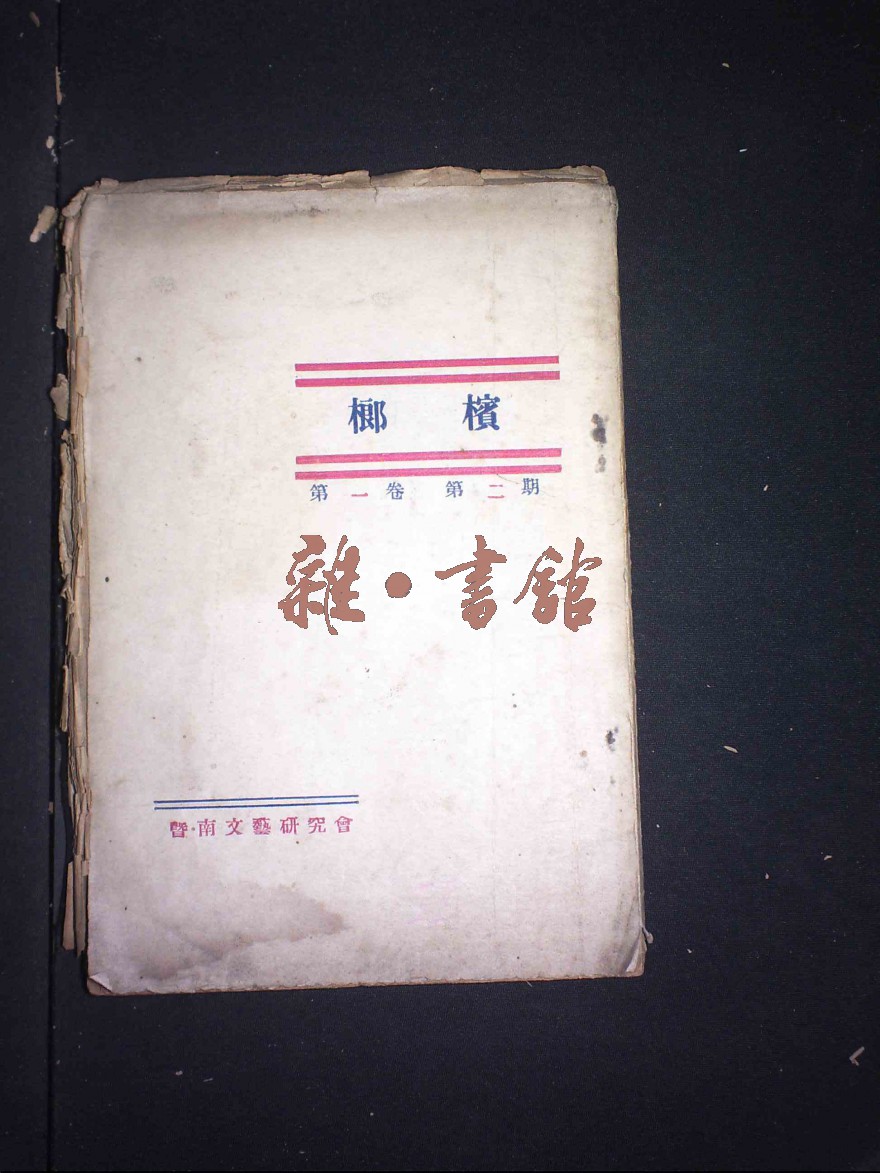 檳榔
第一卷 第二期
雜·書館
暨南文藝研究會